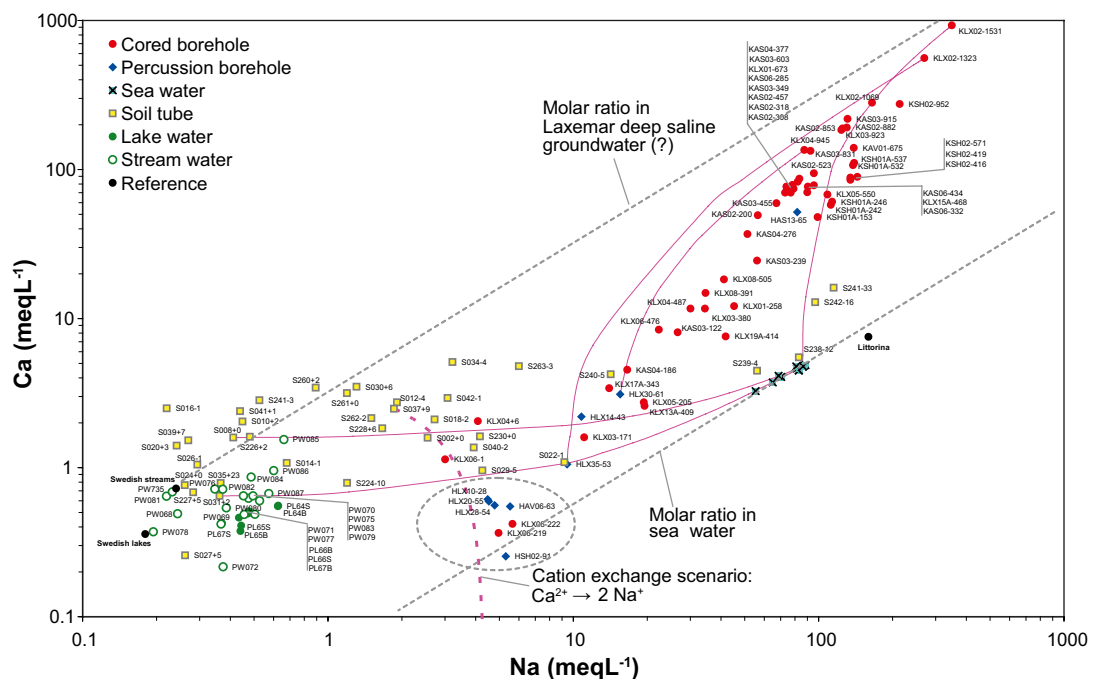 1000
100
10
1
0.1
Ca (meqL-1)
0.1
1
10
100
1000
Na (meqL-1)
Cored borehole
Percussion borehole
Sea water
Soil tube
Lake water
Stream water
Reference
Molar ratio in
Laxemar deep saline
groundwater (?)
Molar ratio in
sea water
Cation exchange scenario:
Ca2+ → 2 Na+
KAS04-377
KAS03-603
KLX01-673
KAS06-285
KAS03-349
KAS02-457
KAS02-318
KAS02-308
KLX02-1531
KLX02-1323
KLX02-1069
KSH02-952
KAS03-915
KAS02-853
KAS02-882
KLX03-923
KLX04-945
KAV01-675
KAS03-831
KSH01A-537
KSH01A-532
KSH02-571
KSH02-419
KSH02-416
KAS02-523
KLX05-550
KAS06-434
KLX15A-468
KAS06-332
KAS03-455
KSH01A-246
KSH01A-242
KAS02-200
HAS13-65
KSH01A-153
KAS04-276
KAS03-239
KLX08-505
S241-33
KLX08-391
S242-16
KLX04-487
KLX01-258
KLX03-380
KLX06-476
KAS03-122
KLX19A-414
Littorina
S238-12
S239-4
S034-4
S263-3
KAS04-186
S240-5
S260+2
S030+6
KLX17A-343
S261+0
HLX30-61
S241-3
S012-4
S042-1
S016-1
S041+1
S037+9
KLX05-205
KLX13A-409
S010+2
S262-2
S018-2
KLX04+6
HLX14-43
S228+6
S039+7
S008+0
S226+2
PW085
S002+0
S230+0
KLX03-171
S020+3
S040-2
S026-1
S014-1
KLX06-1
S022-1
HLX35-53
PW086
S029-5
S024+0
S035+23
PW084
S224-10
Swedish streams
PW076
PW082
PW735
PW087
PW081
S227+5
S031+2
PL64S
HLX10-28
HLX20-55
HAV06-63
HLX28-54
PW080
PL64B
PW068
PW069
PW070
PW075
PW083
PW079
KLX06-222
KLX06-219
PL67S
PL65S
PL65B
PW071
PW077
PL66B
PL66S
PL67B
Swedish lakes
PW078
S027+5
PW072
HSH02-91